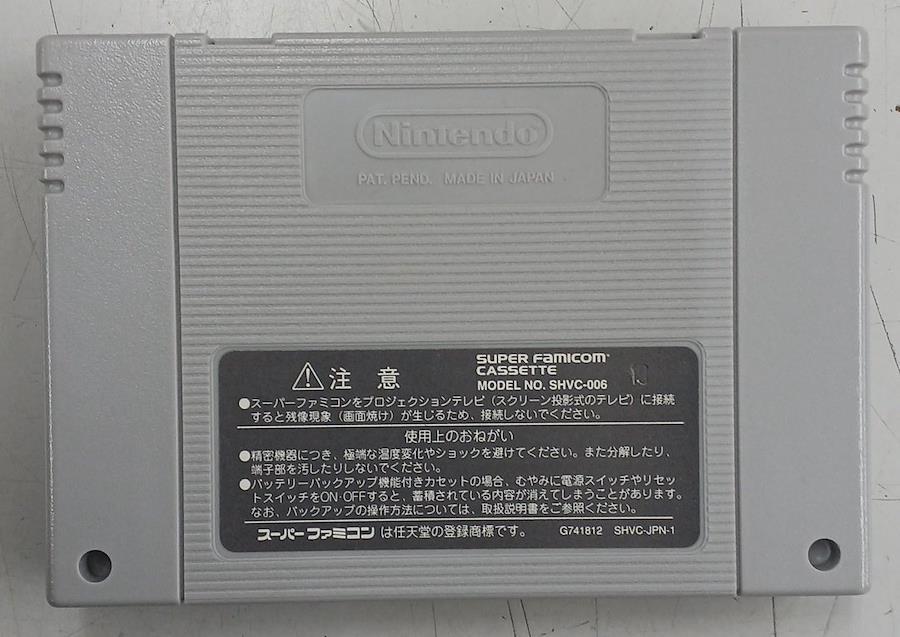 Nintendo
PAT. PEND. MADE IN JAPAN
⚠注 意
SUPER FAMICOM
CASSETTE
MODEL NO. SHVC-006
●スーパーファミコンをプロジェクションテレビ(スクリーン投影式のテレビ)に接続
すると残像現象(画面焼け)が生じるため、接続しないでください。
使用上のおねがい
●精密機器につき、極端な温度変化やショックを避けてください。また分解したり、
端子部を汚したりしないでください。
●バッテリーバックアップ機能付きカセットの場合、むやみに電源スイッチやリセッ
トスイッチをON·OFFすると、蓄積されている内容が消えてしまうことがあります。
なお、バックアップの操作方法については、取扱説明書をご参照ください。
スーパーファミコン は任天堂の登録商標です。 G741812 SHVC-JPN-1